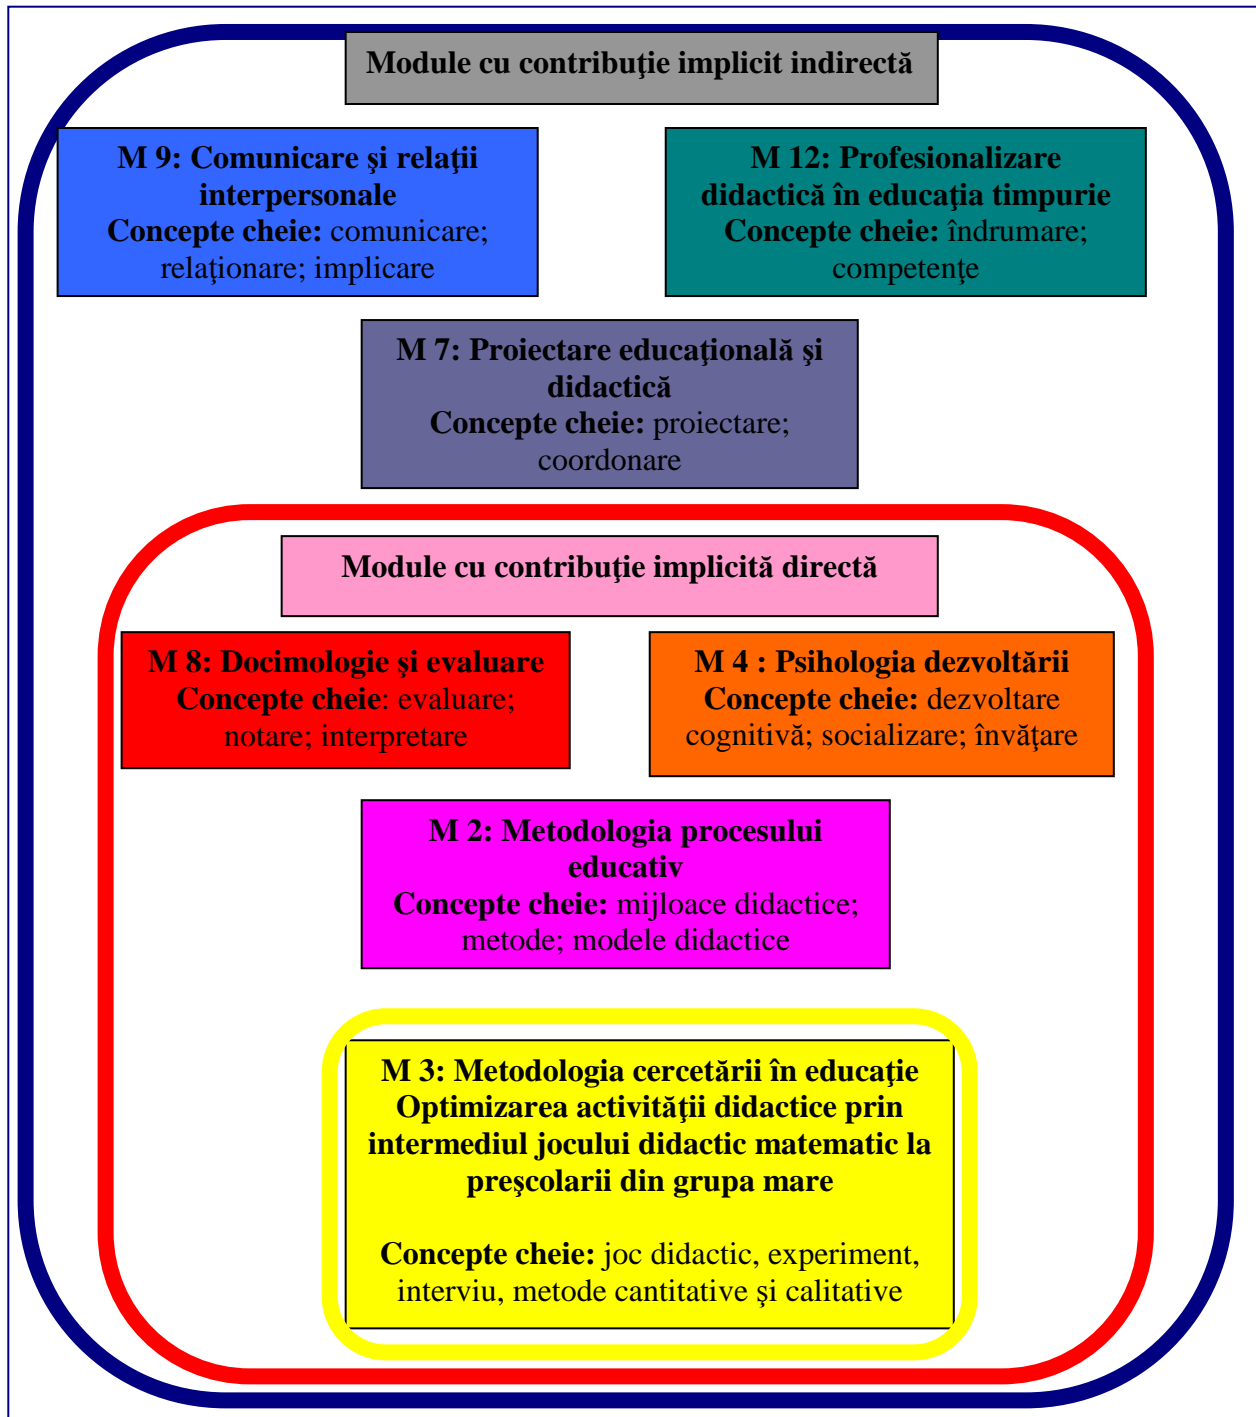 Module cu contribuţie implicit indirectă
M 9: Comunicare şi relaţii
interpersonale
Concepte cheie: comunicare;
relaţionare; implicare
M 12: Profesionalizare
didactică în educaţia timpurie
Concepte cheie: îndrumare;
competenţe
M 7: Proiectare educaţională şi
didactică
Concepte cheie: proiectare;
coordonare
Module cu contribuţie implicită directă
M 8: Docimologie şi evaluare
Concepte cheie: evaluare;
notare; interpretare
M 4 : Psihologia dezvoltării
Concepte cheie: dezvoltare
cognitivă; socializare; învăţare
M 2: Metodologia procesului
educativ
Concepte cheie: mijloace didactice;
metode; modele didactice
M 3: Metodologia cercetării în educaţie
Optimizarea activităţii didactice prin
intermediul jocului didactic matematic la
preşcolarii din grupa mare
Concepte cheie: joc didactic, experiment,
interviu, metode cantitative şi calitative